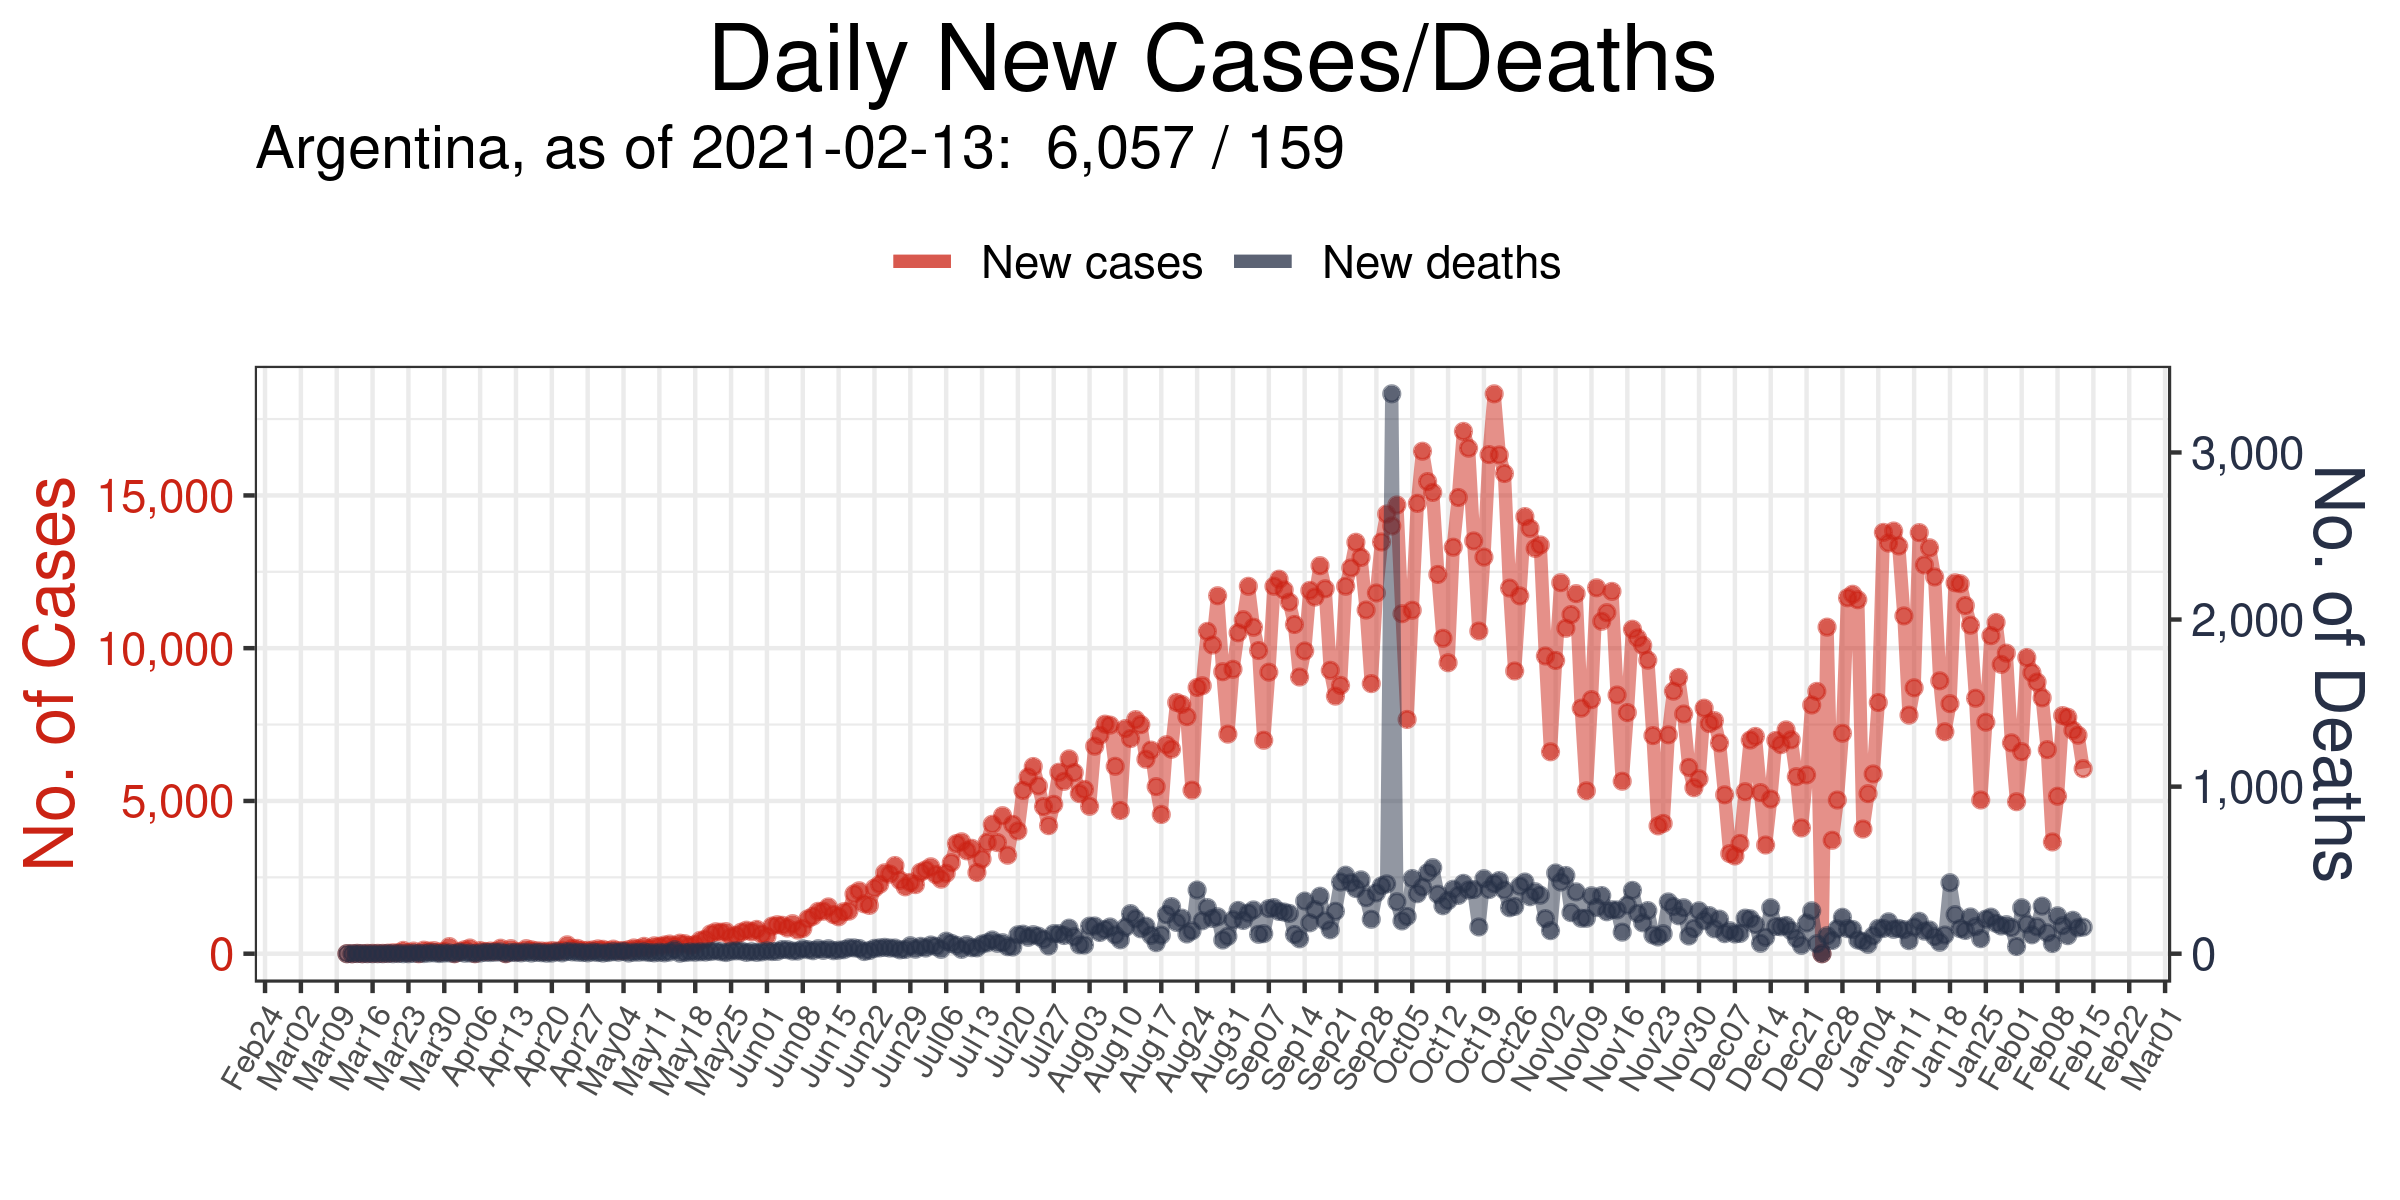 Daily New Cases/Deaths
Argentina, as of 2021-02-13:  6,057 / 159
New cases New deaths
No. of Cases
15,000
10,000
5,000
0
3,000
2,000
1,000
0
No. of Deaths
Feb24 Mar02 Mar09 Mar16 Mar23 Mar30 Apr06 Apr13 Apr20 Apr27 May04 May11 May18 May25 Jun01 Jun08 Jun15 Jun22 Jun29 Jul06 Jul13 Jul20 Jul27 Aug03 Aug10 Aug17 Aug24 Aug31 Sep07 Sep14 Sep21 Sep28 Oct05 Oct12 Oct19 Oct26 Nov02 Nov09 Nov16 Nov23 Nov30 Dec07 Dec14 Dec21 Dec28 Jan04 Jan11 Jan18 Jan25 Feb01 Feb08 Feb15 Feb22 Mar01